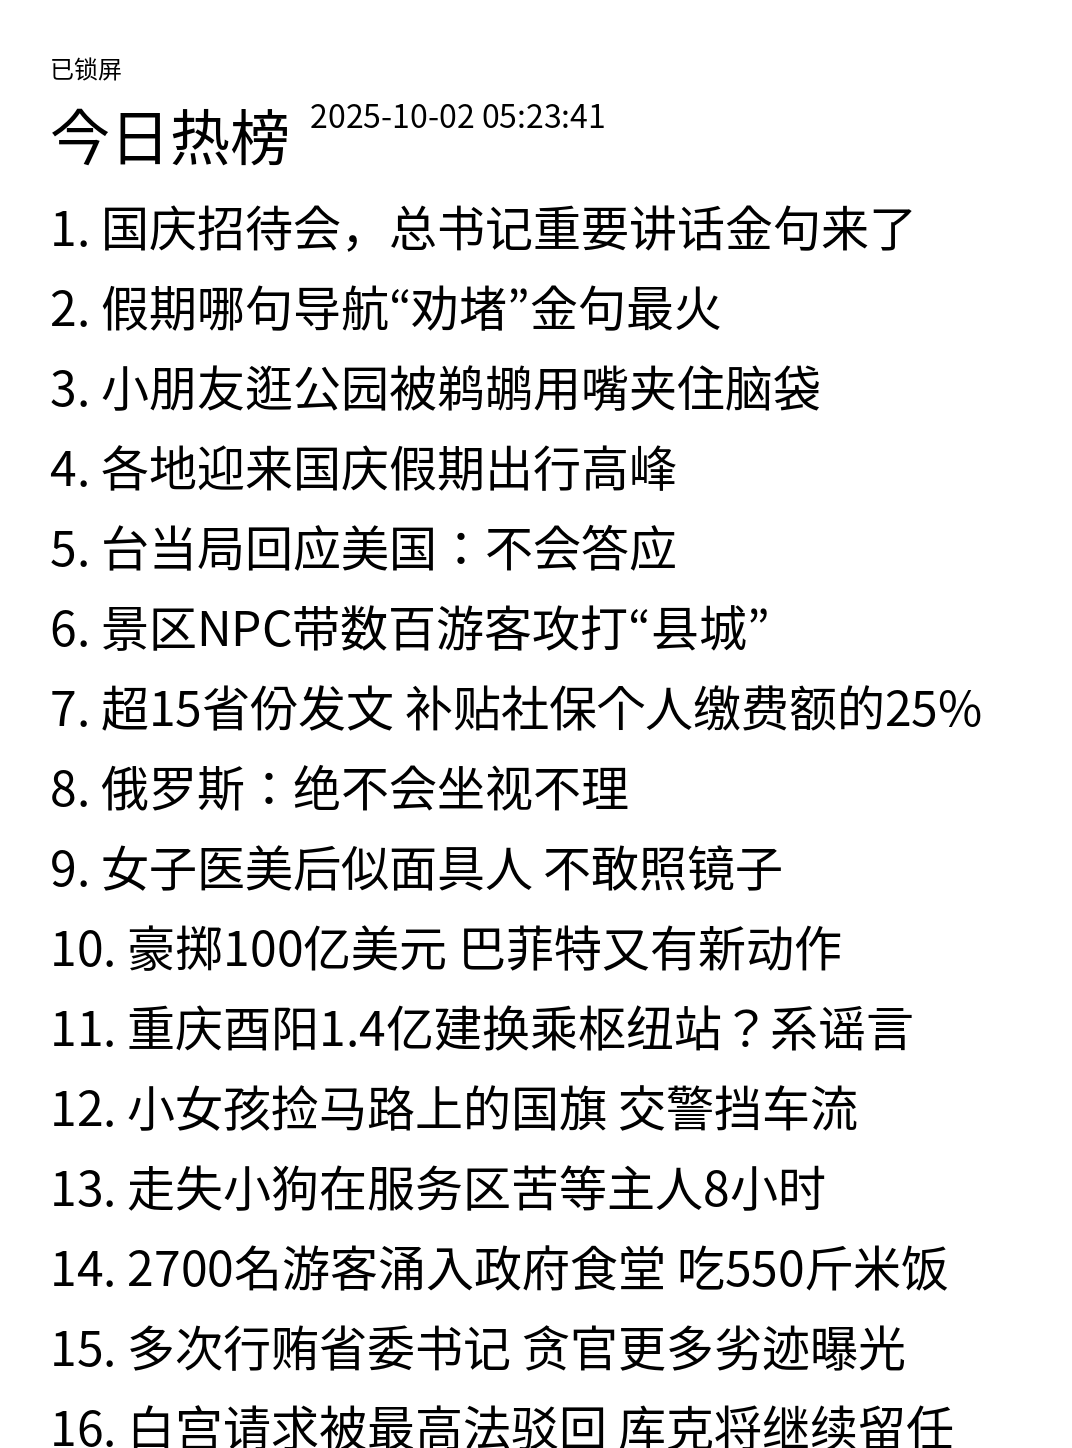 已锁屏
今日热榜 2025-10-02 05:23:41
1. 国庆招待会，总书记重要讲话金句来了
2. 假期哪句导航“劝堵”金句最火
3. 小朋友逛公园被鹈鹕用嘴夹住脑袋
4. 各地迎来国庆假期出行高峰
5. 台当局回应美国：不会答应
6. 景区NPC带数百游客攻打“县城”
7. 超15省份发文 补贴社保个人缴费额的25%
8. 俄罗斯：绝不会坐视不理
9. 女子医美后似面具人 不敢照镜子
10. 豪掷100亿美元 巴菲特又有新动作
11. 重庆酉阳1.4亿建换乘枢纽站？系谣言
12. 小女孩捡马路上的国旗 交警挡车流
13. 走失小狗在服务区苦等主人8小时
14. 2700名游客涌入政府食堂 吃550斤米饭
15. 多次行贿省委书记 贪官更多劣迹曝光
16. 白宫请求被最高法驳回 库克将继续留任